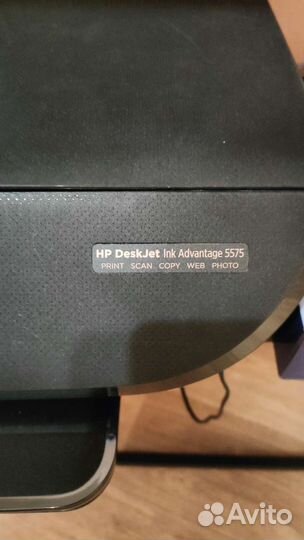 HP DeskJet Ink Advantage 5575
PRINT SCAN COPY WEB PHOTO
Avito